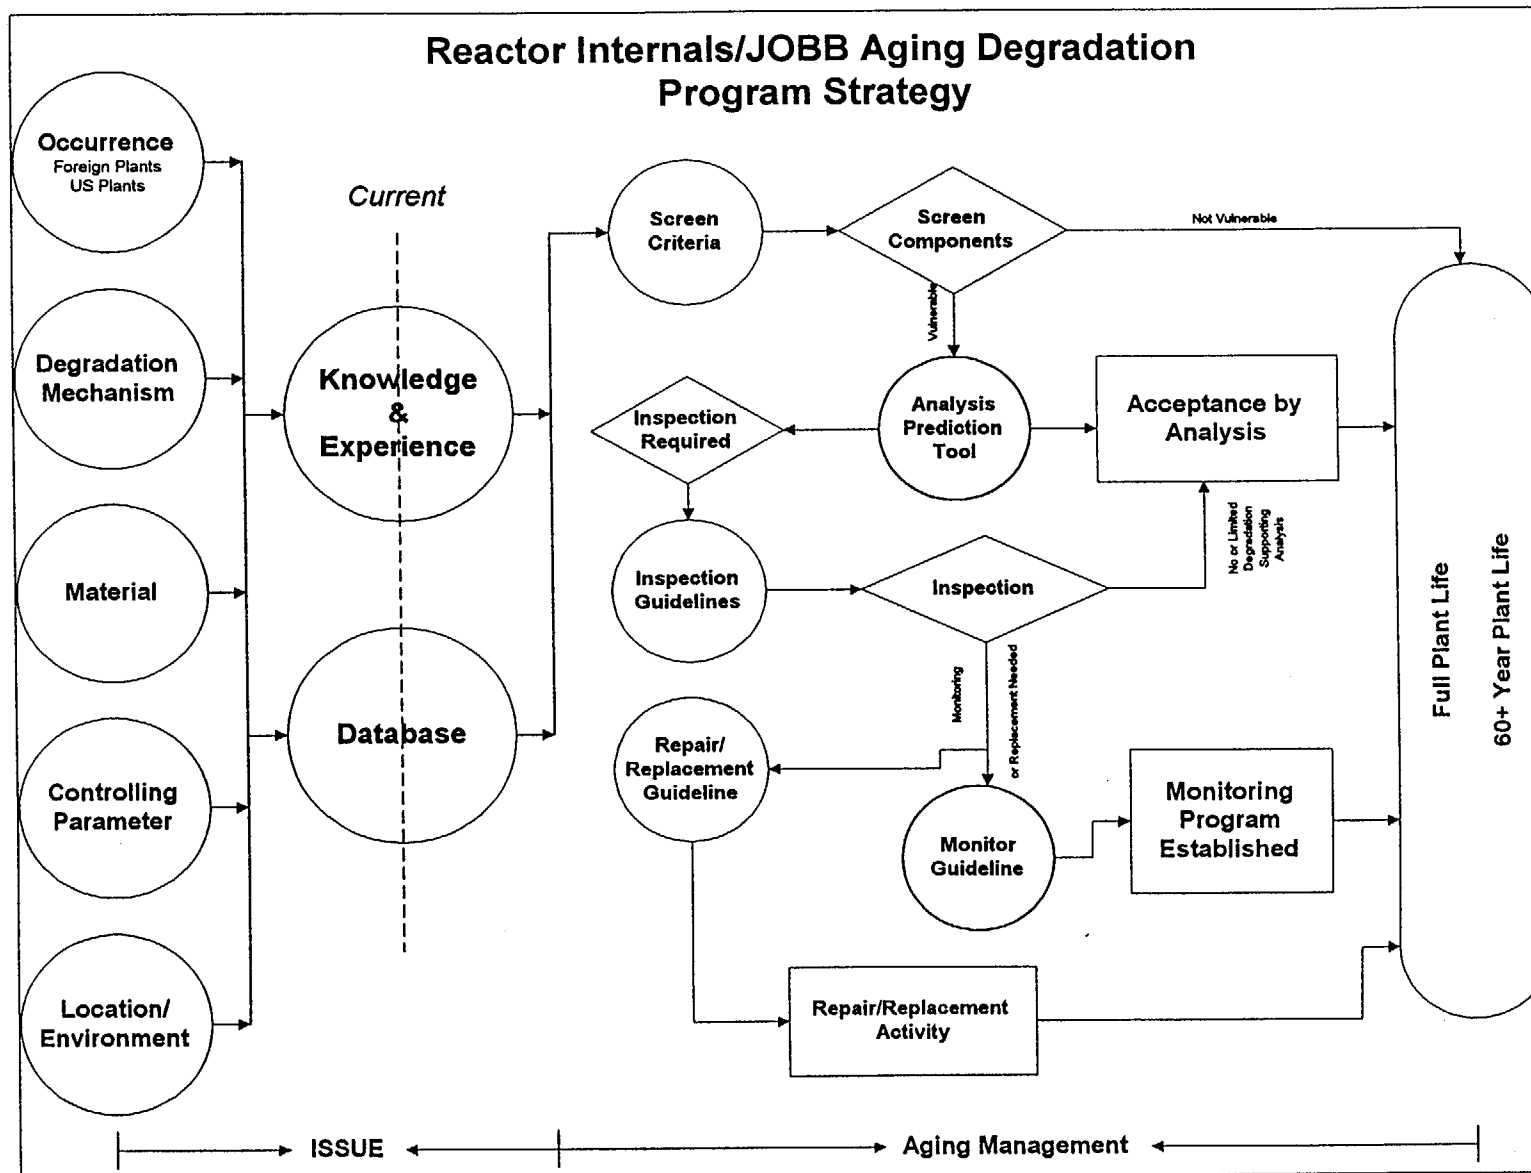 Reactor Internals/JOBB Aging Degradation
Program Strategy
Occurrence
Foreign Plants
US Plants
Degradation
Mechanism
Material
Controlling
Parameter
Location/
Environment
Current
Knowledge
&
Experience
Database
Screen
Criteria
Screen
Components
Not Vulnerable
Vulnerable
Analysis
Prediction
Tool
Acceptance by
Analysis
Inspection
Required
Inspection
Guidelines
Inspection
No or Limited
Degradation
Supporting
Analysis
Monitoring
or Replacement Needed
Repair/
Replacement
Guideline
Monitor
Guideline
Monitoring
Program
Established
Repair/Replacement
Activity
Full Plant Life
60+ Year Plant Life
ISSUE
Aging Management